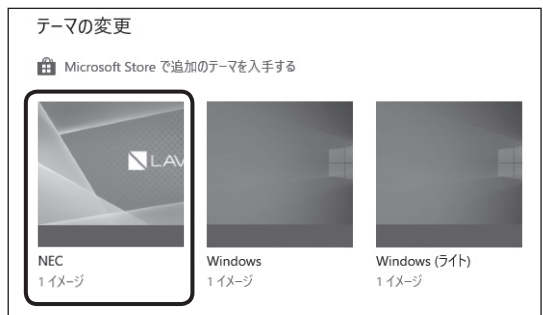 テーマの変更
Microsoft Store で追加のテーマを入手する
LAV
NEC
1 イメージ
Windows
1 イメージ
Windows (ライト)
1 イメージ